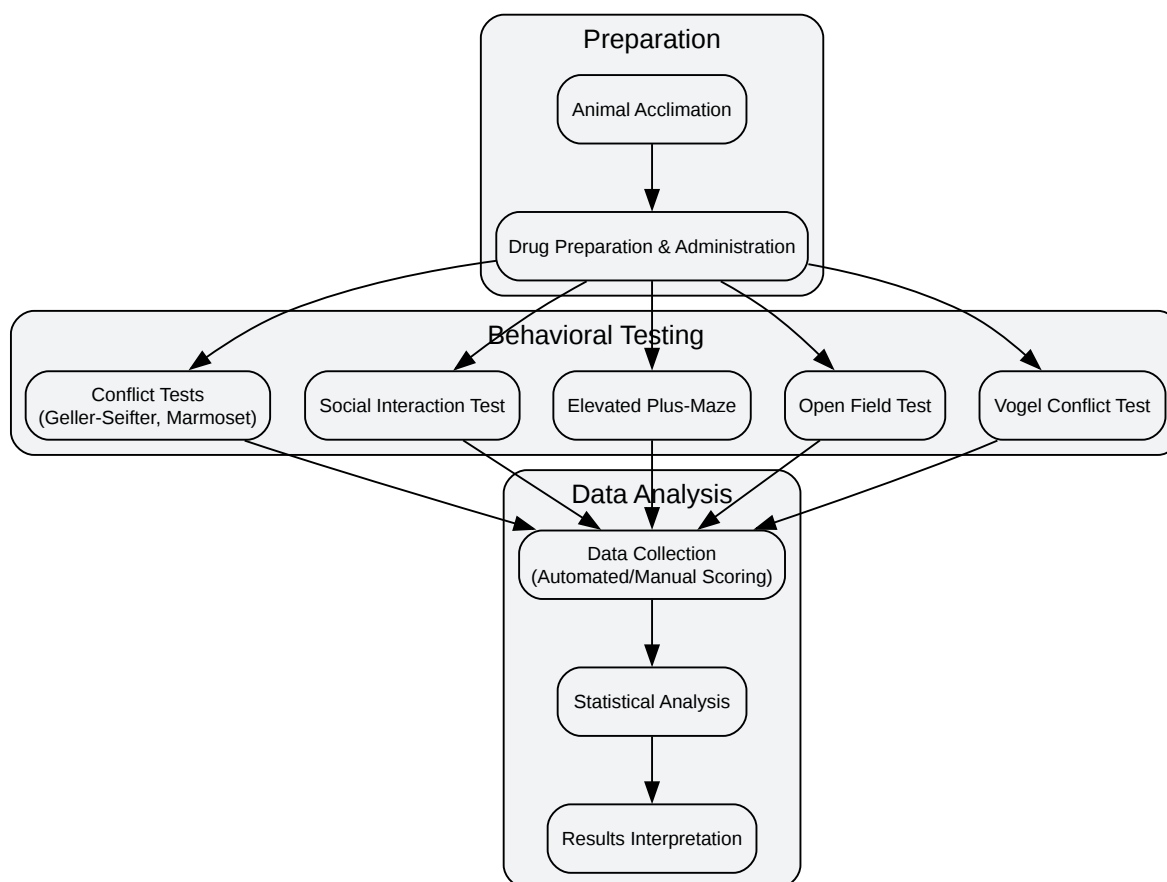 Preparation
Animal Acclimation
Drug Preparation & Administration
Behavioral Testing
Conflict Tests
(Geller-Seifter, Marmoset)
Social Interaction Test
Elevated Plus-Maze
Open Field Test
Vogel Conflict Test
Data Analysis
Data Collection
(Automated/Manual Scoring)
Statistical Analysis
Results Interpretation